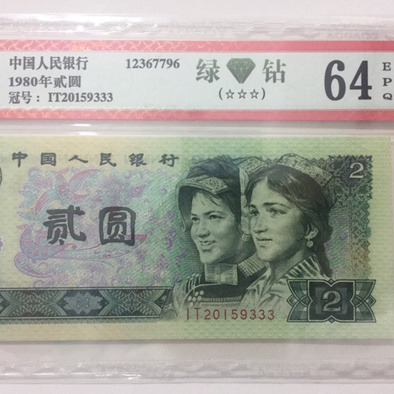 中国人民银行 12367796
1980年贰圆
冠号：IT20159333
绿 钻
(☆☆☆)
64
E
P
Q
中国人民银行
贰圆
2
2
IT20159333